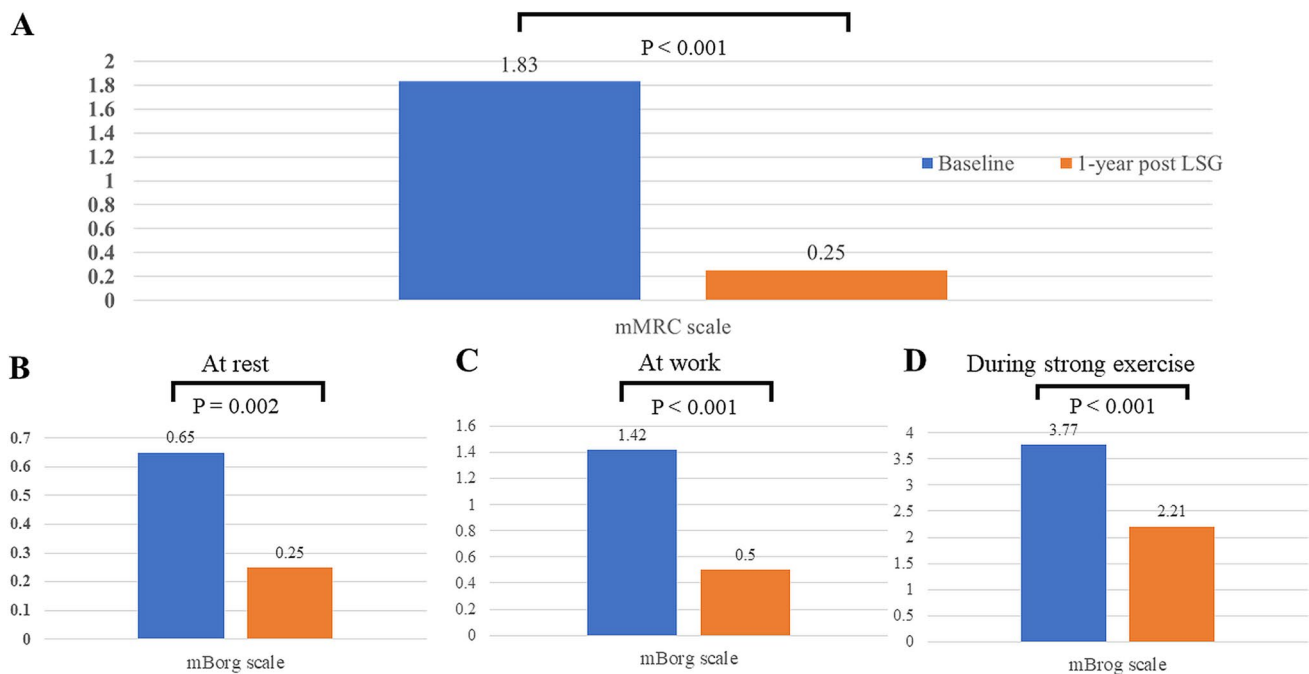 A
P < 0.001
2
1.8
1.6
1.4
1.2
1
0.8
0.6
0.4
0.2
0
1.83
0.25
Baseline
1-year post LSG
mMRC scale
B
At rest
P = 0.002
0.7
0.6
0.5
0.4
0.3
0.2
0.1
0
0.65
0.25
mBorg scale
C
At work
P < 0.001
1.6
1.4
1.2
1
0.8
0.6
0.4
0.2
0
1.42
0.5
mBorg scale
D
During strong exercise
P < 0.001
4
3.5
3
2.5
2
1.5
1
0.5
0
3.77
2.21
mBrog scale